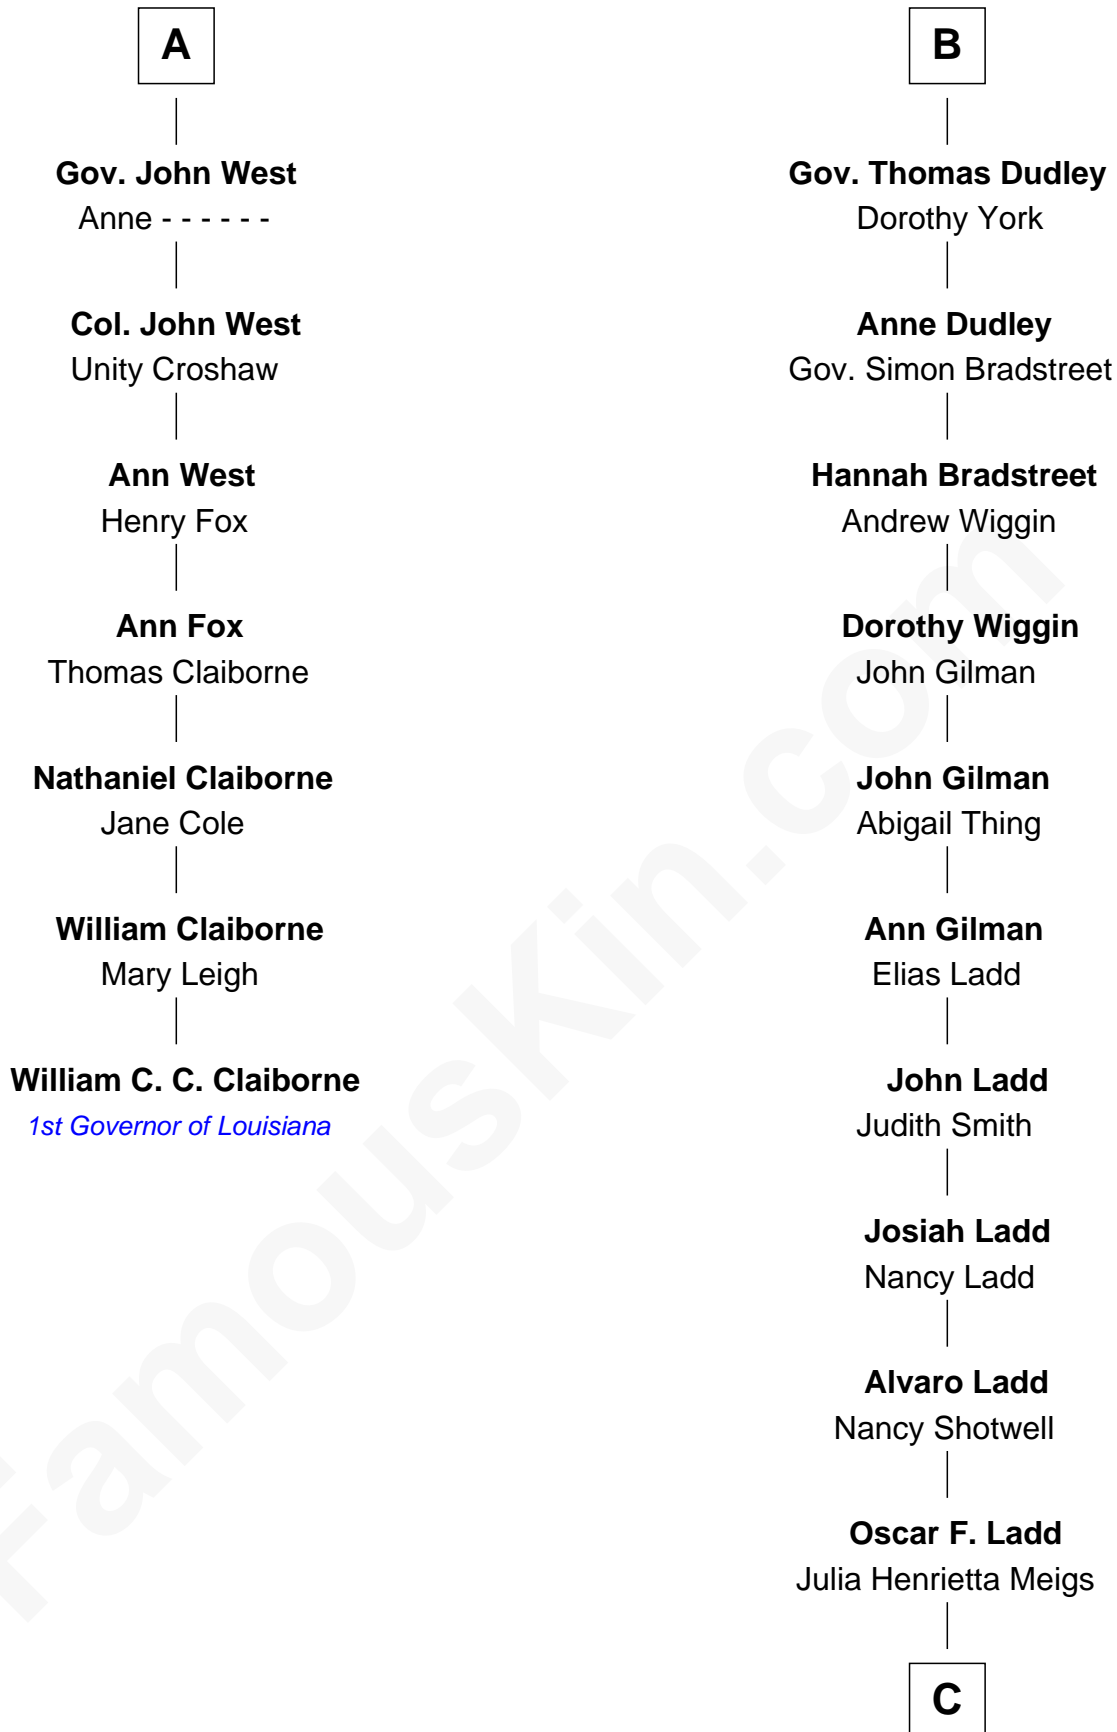 A
Gov. John West
Anne - - - - - -
Col. John West
Unity Croshaw
Ann West
Henry Fox
Ann Fox
Thomas Claiborne
Nathaniel Claiborne
Jane Cole
William Claiborne
Mary Leigh
William C. C. Claiborne
1st Governor of Louisiana
B
Gov. Thomas Dudley
Dorothy York
Anne Dudley
Gov. Simon Bradstreet
Hannah Bradstreet
Andrew Wiggin
Dorothy Wiggin
John Gilman
John Gilman
Abigail Thing
Ann Gilman
Elias Ladd
John Ladd
Judith Smith
Josiah Ladd
Nancy Ladd
Alvaro Ladd
Nancy Shotwell
Oscar F. Ladd
Julia Henrietta Meigs
C
FamousKin.com